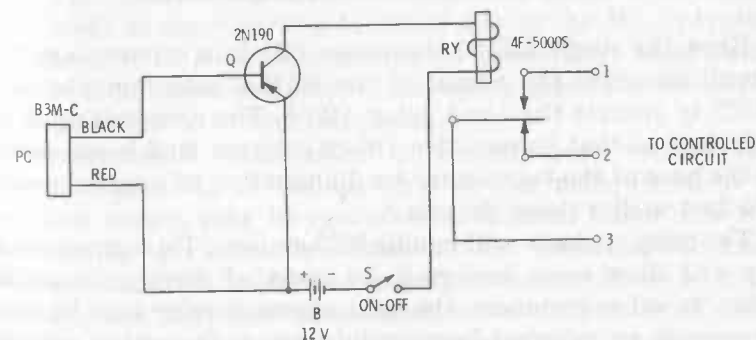 2N190
Q
RY
4F-5000S
1
B3M-C
BLACK
PC
RED
2
TO CONTROLLED
CIRCUIT
3
+ -
S
B
ON-OFF
12 V